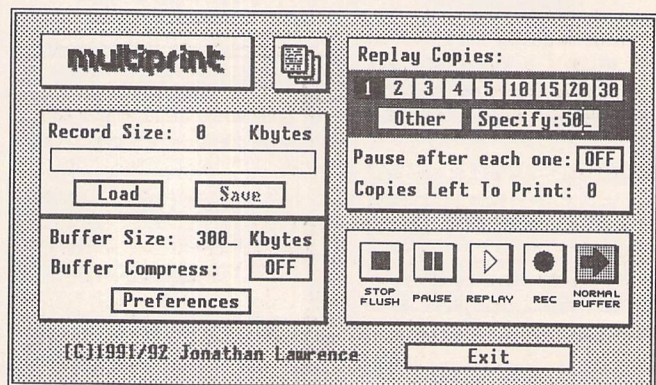 multiprint
Record Size: 0 Kbytes
Load Save
Buffer Size: 300_ Kbytes
Buffer Compress: OFF
Preferences
Replay Copies:
1 2 3 4 5 10 15 20 30
Other Specify:50_
Pause after each one: OFF
Copies Left To Print: 0
STOP FLUSH PAUSE REPLAY REC NORMAL BUFFER
[C]1991/92 Jonathan Lawrence
Exit